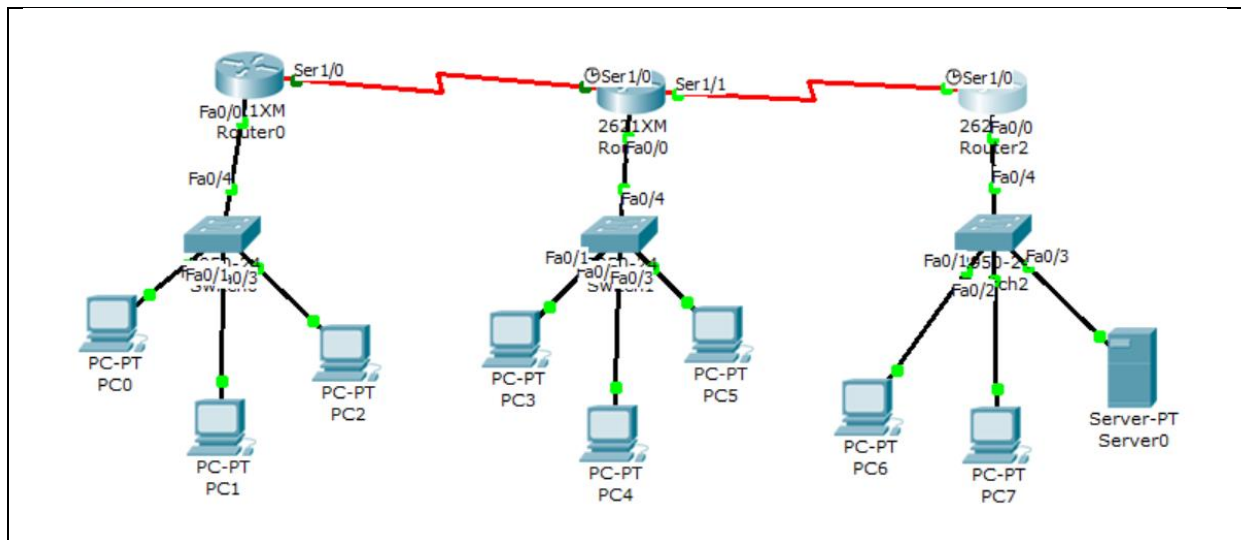 Ser1/0
Ser1/0
Ser1/1
Ser1/0
Fa0/0
1XM
Router0
2621XM
Fa0/0
Fa0/0
Router2
Fa0/4
Fa0/4
Fa0/4
Fa0/1
Fa0/1
Fa0/3
Fa0/1
Fa0/3
Fa0/2
PC-PT
PC0
PC-PT
PC1
PC-PT
PC2
PC-PT
PC3
PC-PT
PC4
PC-PT
PC5
PC-PT
PC6
PC-PT
PC7
Server-PT
Server0